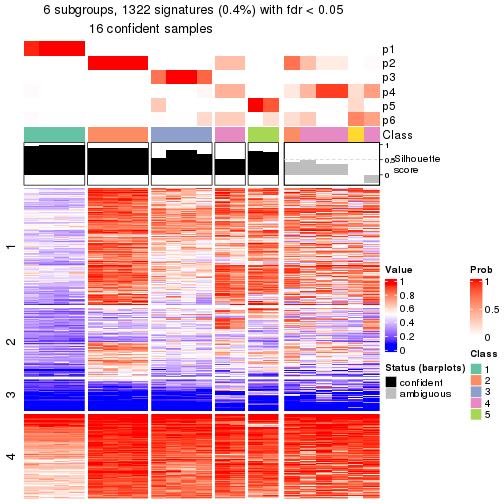 6 subgroups, 1322 signatures (0.4%) with fdr < 0.05
16 confident samples
p1
p2
p3
p4
p5
p6
Class
1
0.5
0
Silhouette
score
1
2
3
4
Value
1
0.8
0.6
0.4
0.2
0
Status (barplots)
confident
ambiguous
Prob
1
0.5
0
Class
1
2
3
4
5